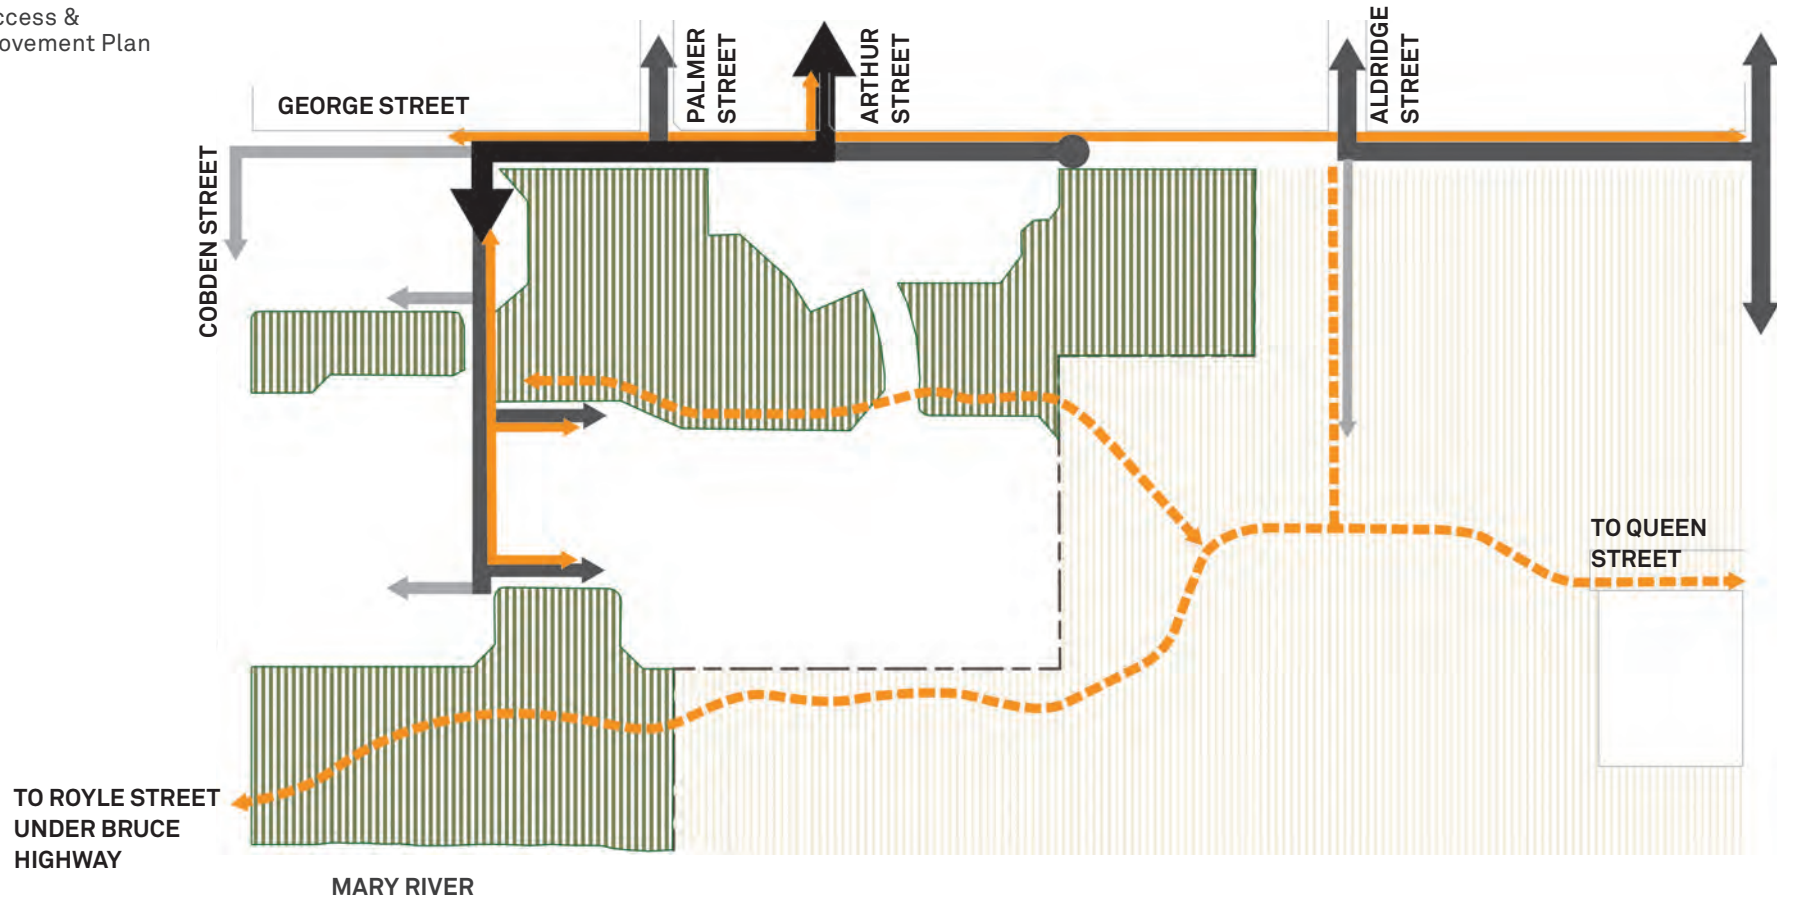 ccess &
ovement Plan
GEORGE STREET
PALMER
STREET
ARTHUR
STREET
ALDRIDGE
STREET
COBDEN STREET
TO QUEEN
STREET
TO ROYLE STREET
UNDER BRUCE
HIGHWAY
MARY RIVER